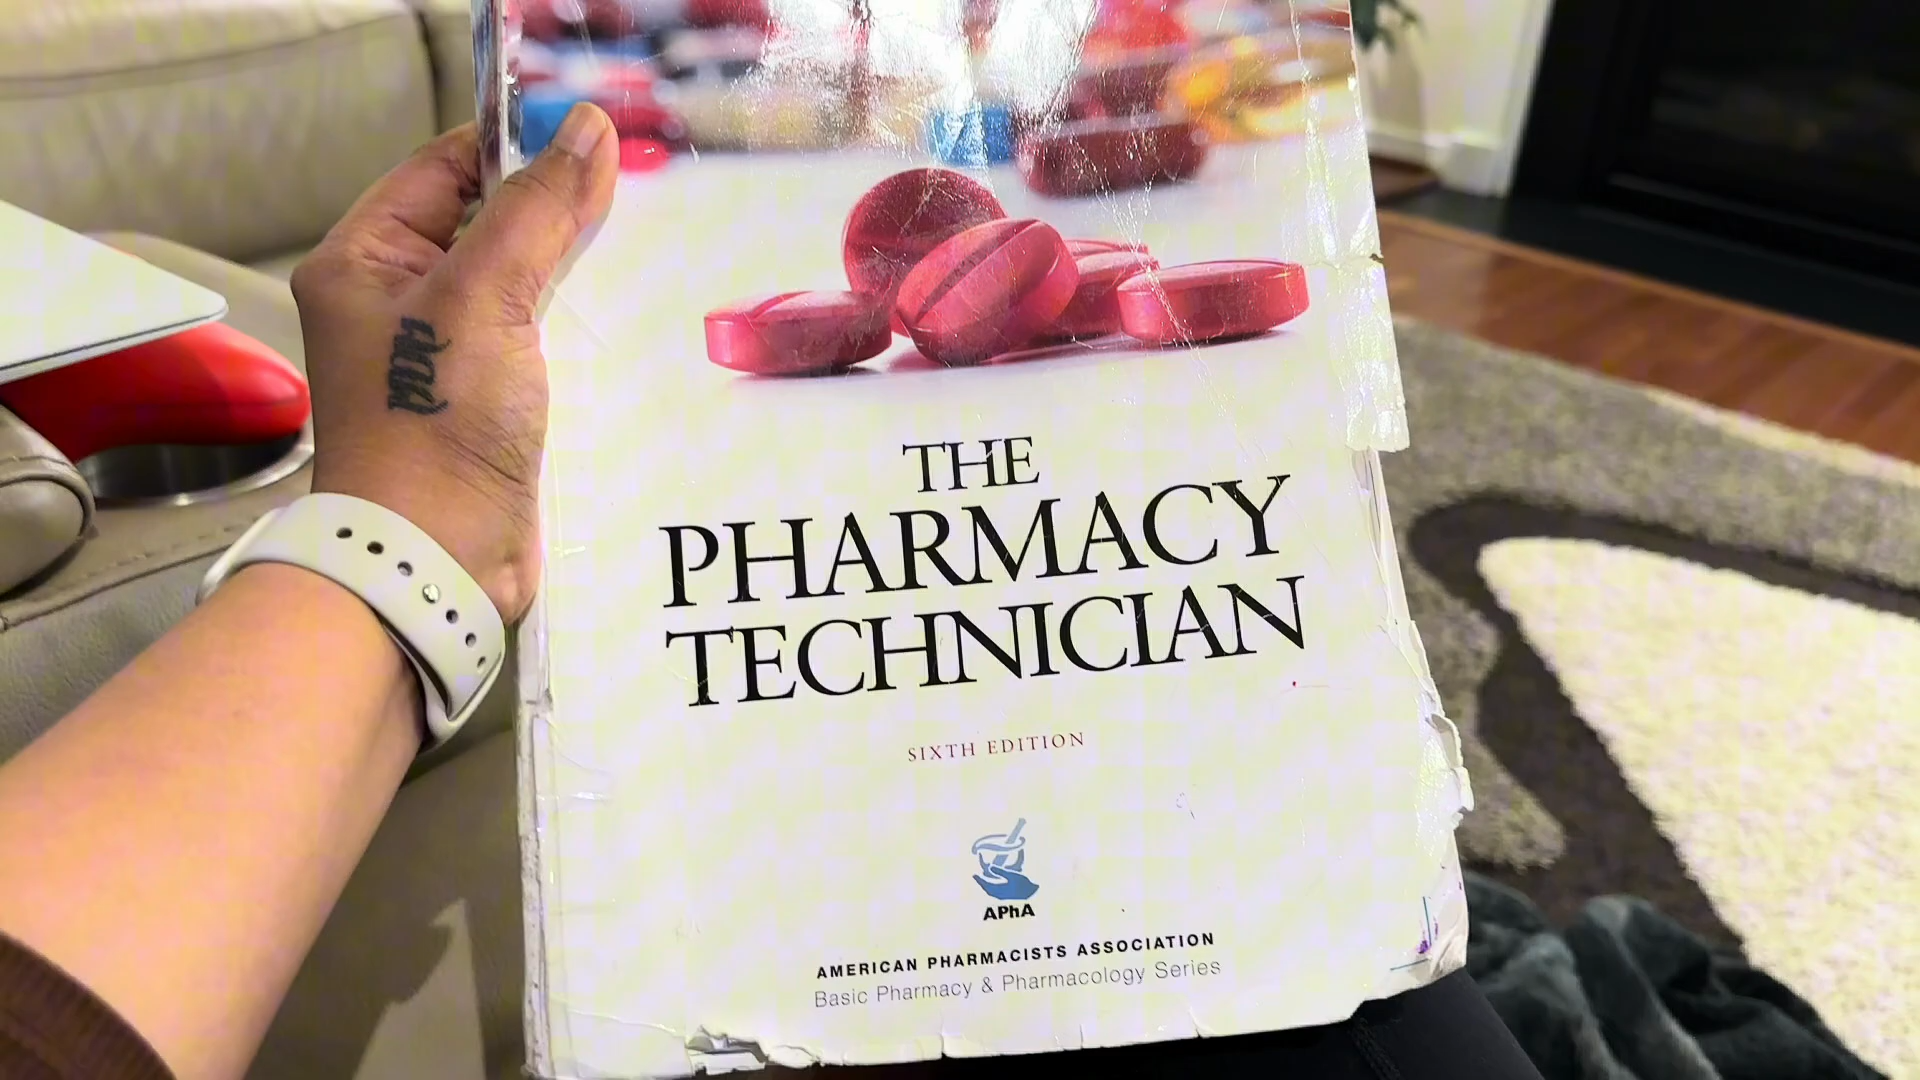 THE
PHARMACY
TECHNICIAN
SIXTH EDITION
APhA
AMERICAN PHARMACISTS ASSOCIATION
Basic Pharmacy & Pharmacology Series